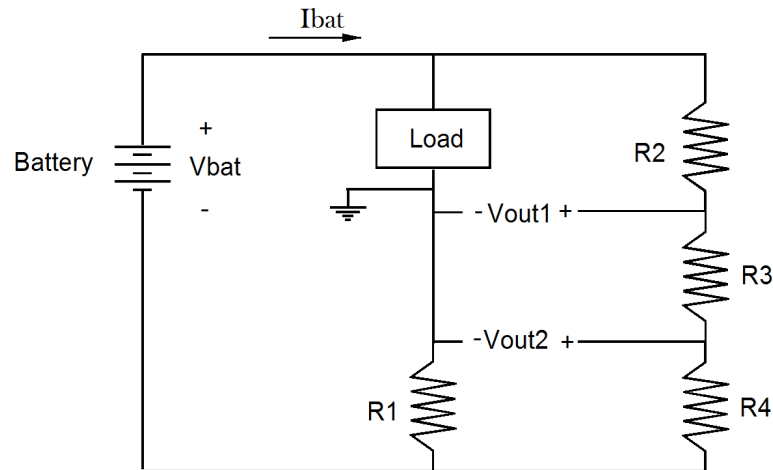 Ibat
Battery
+
Vbat
-
Load
R2
- Vout1 +
R3
-Vout2 +
R1
R4